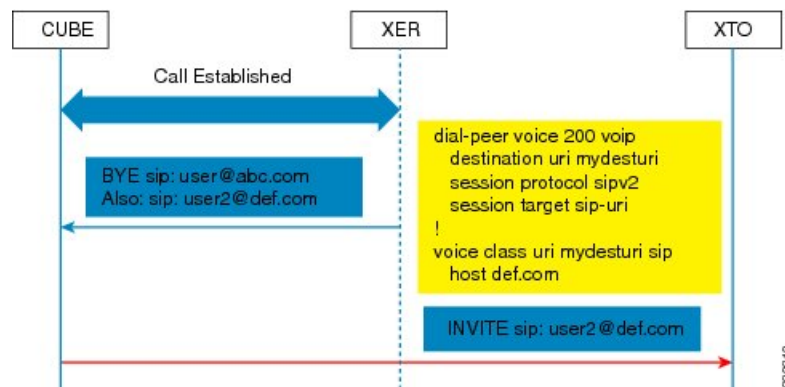 CUBE
XER
XTO
Call Established
BYE sip: user@abc.com
Also: sip: user2@def.com
dial-peer voice 200 voip
destination uri mydesturi
session protocol sipv2
session target sip-uri
!
voice class uri mydesturi sip
host def.com
INVITE sip: user2@def.com